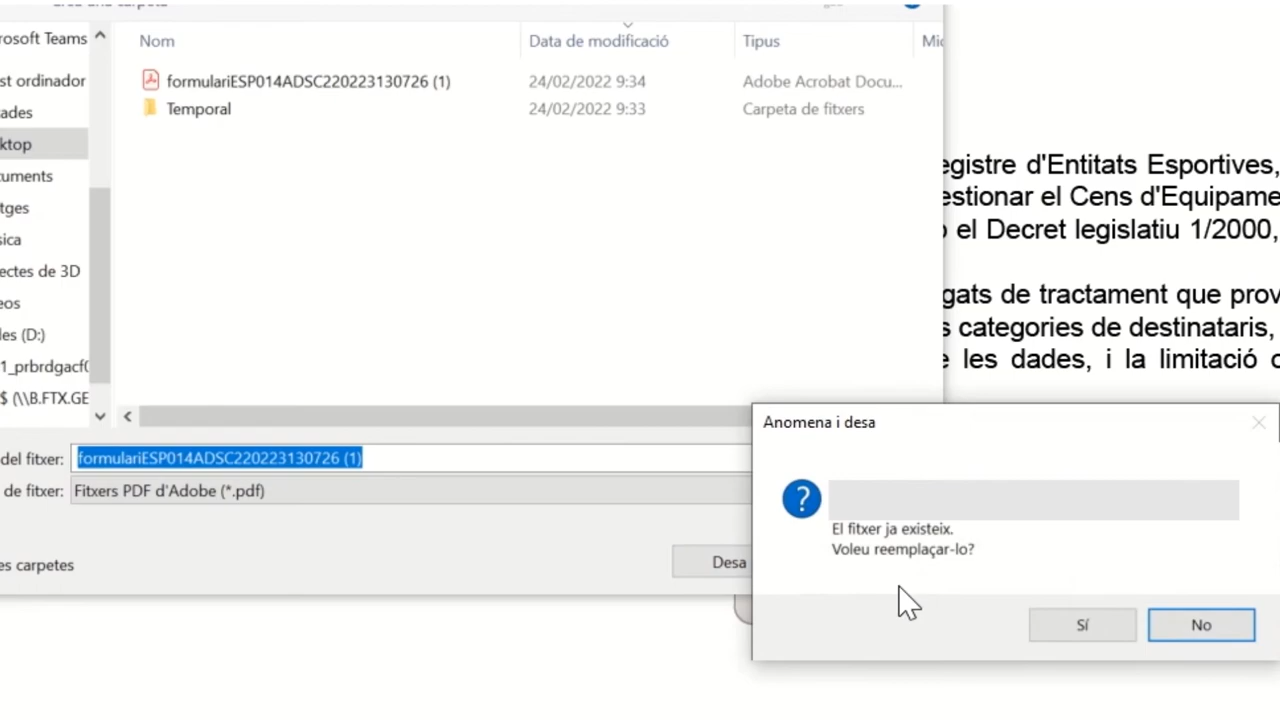 rosoft Teams
st ordinador
ades
ktop
uments
tges
sica
ectes de 3D
eos
les (D:)
1_prbrdgacf(
$ (\\B.FTX.GE
Nom Data de modificació Tipus Mic
formulariESP014ADSC220223130726 (1) 24/02/2022 9:34 Adobe Acrobat Docu...
Temporal 24/02/2022 9:33 Carpeta de fitxers
del fitxer: formulariESP014ADSC220223130726 (1)
de fitxer: Fitxers PDF d'Adobe (*.pdf)
es carpetes
Desa
egistre d'Entitats Esportives,
estionar el Cens d'Equipame
el Decret legislatiu 1/2000,
gats de tractament que prov
s categories de destinataris,
e les dades, i la limitació
Anomena i desa
El fitxer ja existeix.
Voleu reemplaçar-lo?
Sí
No